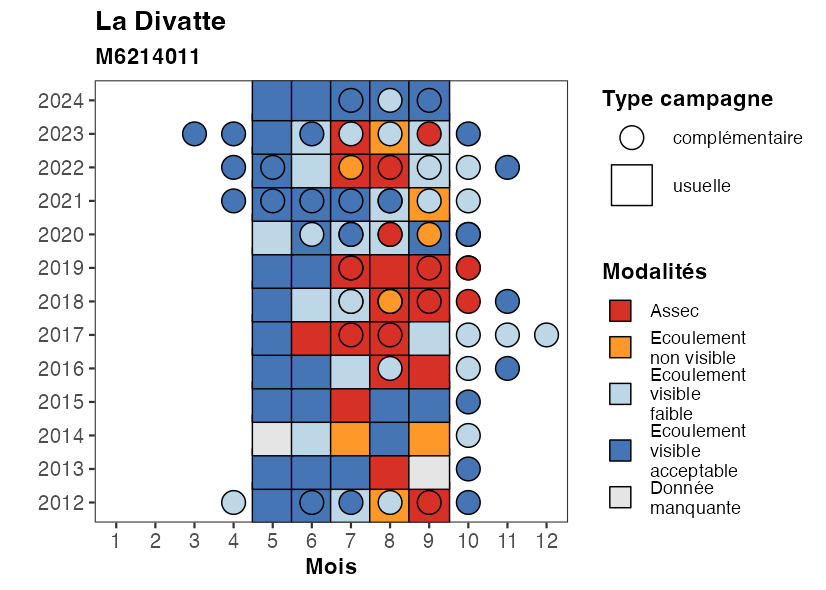 La Divatte
M6214011
2024
2023
2022
2021
2020
2019
2018
2017
2016
2015
2014
2013
2012
1 2 3 4 5 6 7 8 9 10 11 12
Mois
Type campagne
complémentaire
usuelle
Modalités
Assec
Ecoulement
non visible
Ecoulement
visible
faible
Ecoulement
visible
acceptable
Donnée
manquante